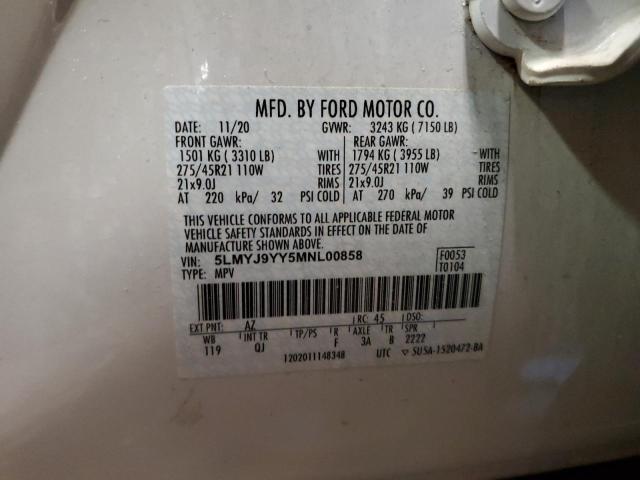 MFD. BY FORD MOTOR CO.
DATE: 11/20 GVWR: 3243 KG ( 7150 LB)
FRONT GAWR: REAR GAWR:
1501 KG ( 3310 LB) WITH 1794 KG ( 3955 LB) WITH
275/45R21 110W TIRES 275/45R21 110W TIRES
21x9.0J RIMS 21x9.0J RIMS
AT 220 kPa/ 32 PSI COLD AT 270 kPa/ 39 PSI COLD
THIS VEHICLE CONFORMS TO ALL APPLICABLE FEDERAL MOTOR
VEHICLE SAFETY STANDARDS IN EFFECT ON THE DATE OF
MANUFACTURE SHOWN ABOVE.
VIN: 5LMYJ9YY5MNL00858 F0053
TYPE: MPV T0104
EXT PNT: AZ RC: 45 DSO:
WB INT TR TP/PS R AXLE TR SPR
119 QJ F 3A B 2222
1202011148348 UTC ▽ SU5A-1520472-BA